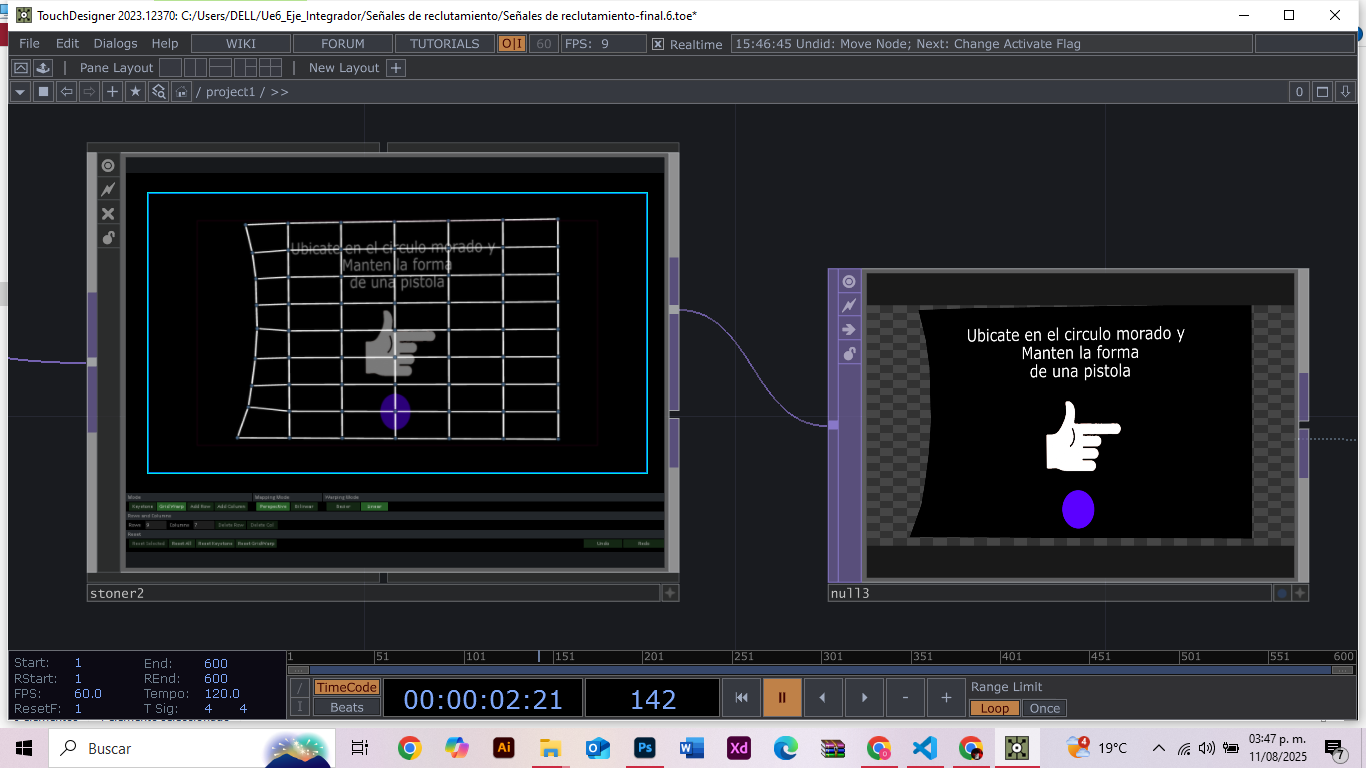 TouchDesigner 2023.12370: C:/Users/DELL/Ue6_Eje_Integrador/Señales de reclutamiento/Señales de reclutamiento-final.6.toe*
File Edit Dialogs Help WIKI FORUM TUTORIALS O|I 60 FPS: 9 Realtime 15:46:45 Undid: Move Node; Next: Change Activate Flag
Pane Layout New Layout +
/ project1 / >> 0
Ubicate en el circulo morado y
Manten la forma
de una pistola
Mode Mapping Mode Warping Mode
Keystone GridWarp Add Row Add Column Perspective Bilinear Bezier Linear
Rows and Columns
Rows 9 Columns 7 Delete Row Delete Col
Reset
Reset Selected Reset All Reset Keystone Reset GridWarp Undo Redo
stoner2
Ubicate en el circulo morado y
Manten la forma
de una pistola
null3
Start: 1 End: 600
RStart: 1 REnd: 600
FPS: 60.0 Tempo: 120.0
ResetF: 1 T Sig: 4 4
1 51 101 151 201 251 301 351 401 451 501 551 600
TimeCode
Beats
00:00:02:21
142
- +
Range Limit
Loop Once
Buscar
Ai
Ps
W
Xd
4
19°C
03:47 p. m.
11/08/2025
7